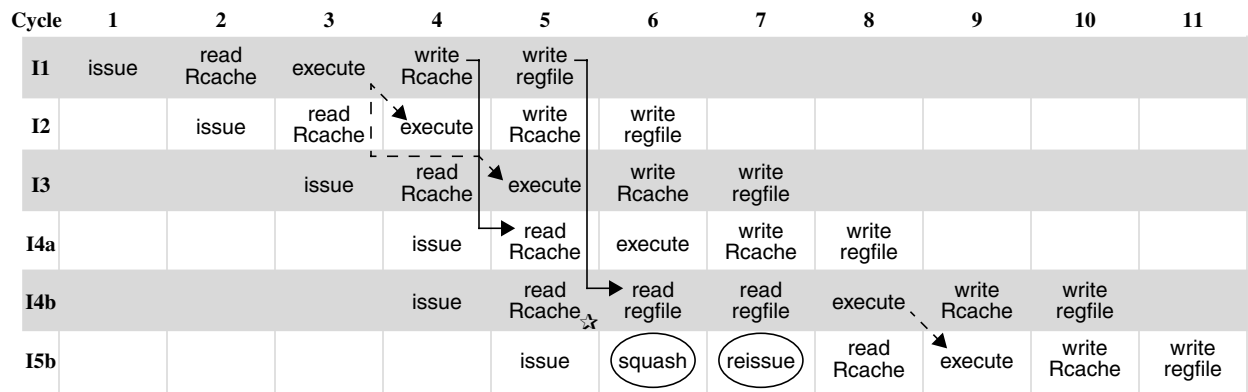 Cycle 1 2 3 4 5 6 7 8 9 10 11
I1 issue read Rcache execute write Rcache write regfile
I2 issue read Rcache execute write Rcache write regfile
I3 issue read Rcache execute write Rcache write regfile
I4a issue read Rcache execute write Rcache write regfile
I4b issue read Rcache read regfile read regfile execute write Rcache write regfile
I5b issue squash reissue read Rcache execute write Rcache write regfile